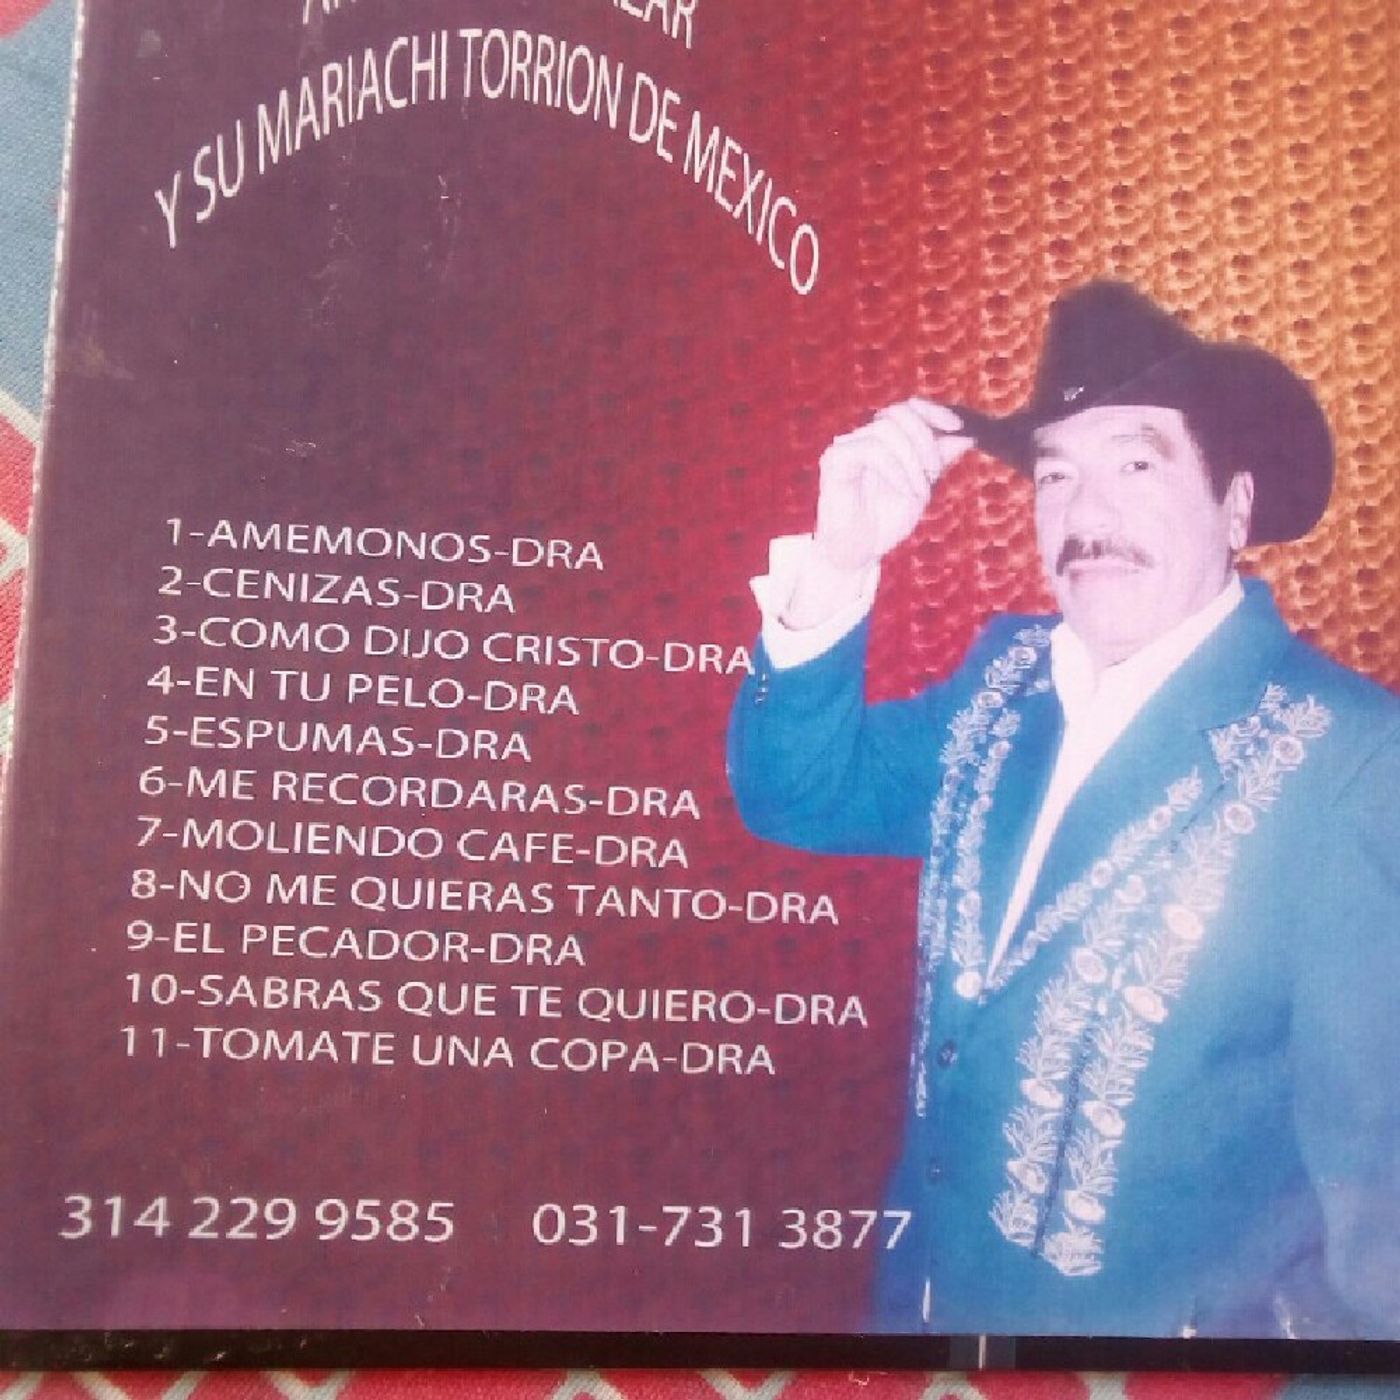 Y SU MARIACHI TORRION DE MEXICO
1-AMEMONOS-DRA
2-CENIZAS-DRA
3-COMO DIJO CRISTO-DRA
4-EN TU PELO-DRA
5-ESPUMAS-DRA
6-ME RECORDARAS-DRA
7-MOLIENDO CAFE-DRA
8-NO ME QUIERAS TANTO-DRA
9-EL PECADOR-DRA
10-SABRAS QUE TE QUIERO-DRA
11-TOMATE UNA COPA-DRA
314 229 9585 031-731 3877